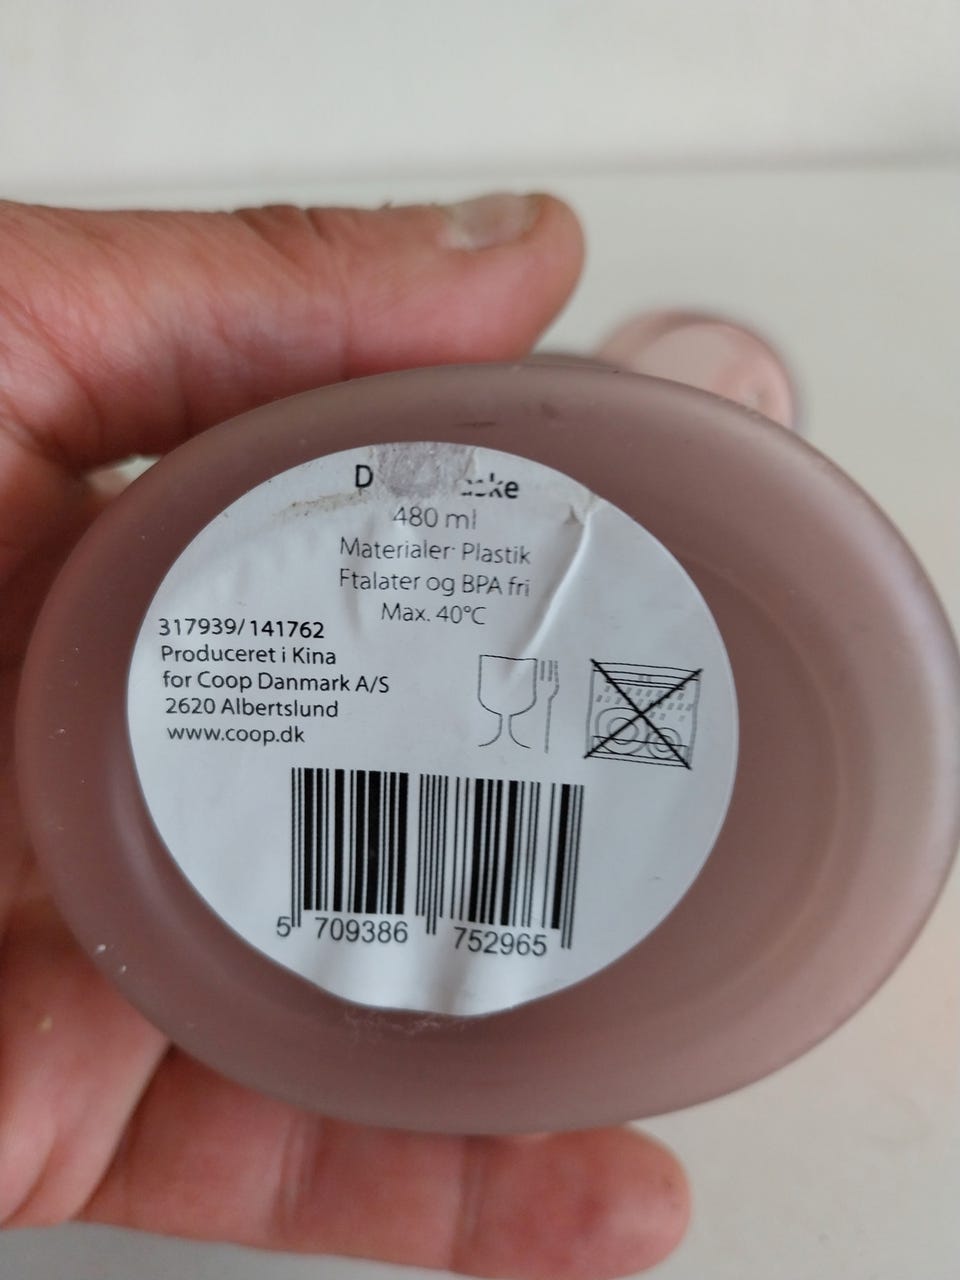 D
480 ml
Materialer: Plastik
Ftalater og BPA fri
Max. 40°C
317939/141762
Produceret i Kina
for Coop Danmark A/S
2620 Albertslund
www.coop.dk
5 709386 752965